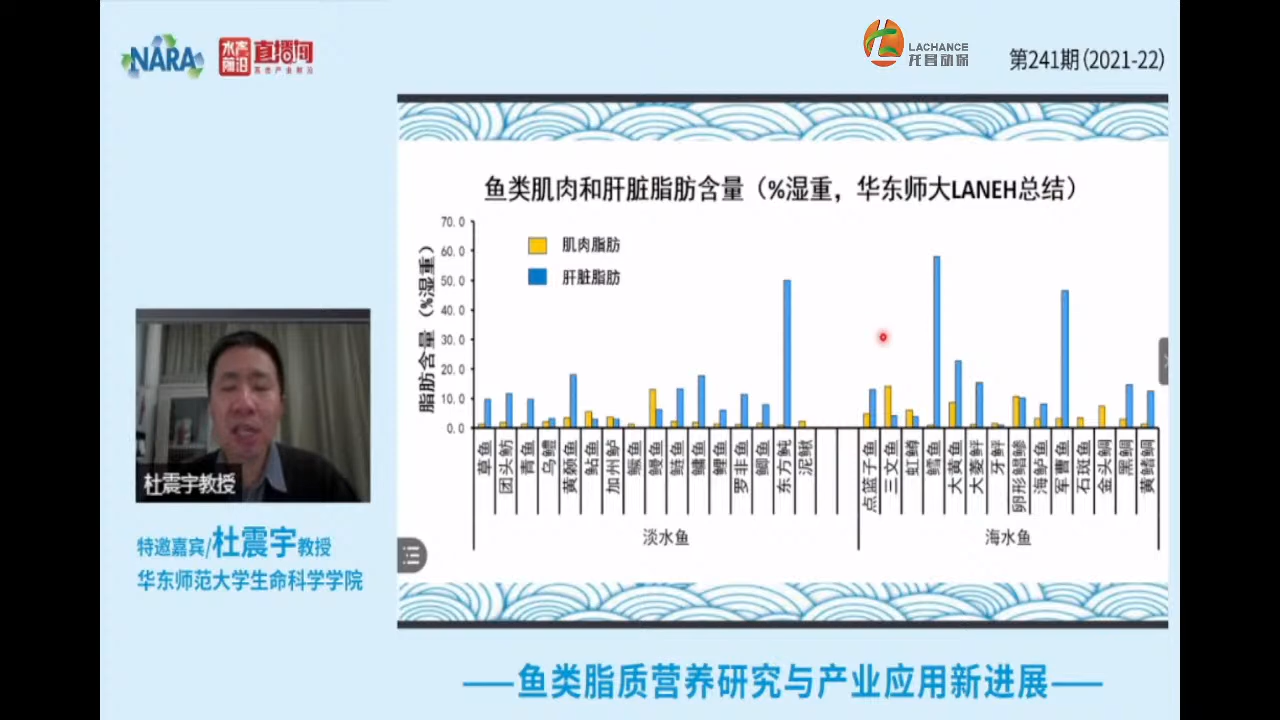 NARA
水产前沿
直播间
LACHANCE
龙昌动保
第241期(2021-22)
鱼类肌肉和肝脏脂肪含量（%湿重，华东师大LANEH总结）
脂肪含量（%湿重）
70.0
60.0
50.0
40.0
30.0
20.0
10.0
0.0
肌肉脂肪
肝脏脂肪
草鱼
团头鲂
青鱼
乌鳢
黄颡鱼
鲇鱼
加州鲈
鳜鱼
鳗鱼
鲢鱼
鳙鱼
鲤鱼
罗非鱼
鲫鱼
东方鲀
泥鳅
点篮子鱼
三文鱼
虹鳟
鳕鱼
大黄鱼
大菱鲆
牙鲆
卵形鲳鲹
海鲈鱼
军曹鱼
石斑鱼
金头鲷
黑鲷
黄鳍鲷
淡水鱼
海水鱼
杜震宇教授
特邀嘉宾/杜震宇教授
华东师范大学生命科学学院
鱼类脂质营养研究与产业应用新进展